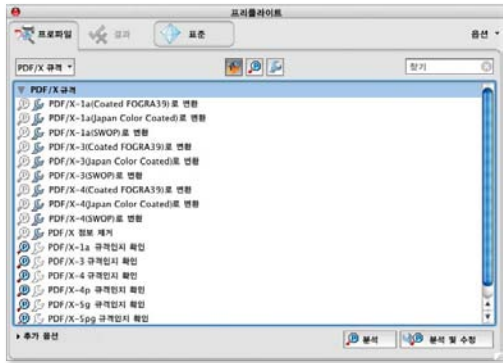 프리플라이트
프로파일 결과 표준 옵션
PDF/X 규격 찾기
PDF/X 규격
PDF/X-1a(Coated FOGRA39)로 변환
PDF/X-1a(Japan Color Coated)로 변환
PDF/X-1a(SWOP)로 변환
PDF/X-3(Coated FOGRA39)로 변환
PDF/X-3(Japan Color Coated)로 변환
PDF/X-3(SWOP)로 변환
PDF/X-4(Coated FOGRA39)로 변환
PDF/X-4(Japan Color Coated)로 변환
PDF/X-4(SWOP)로 변환
PDF/X 정보 제거
PDF/X-1a 규격인지 확인
PDF/X-3 규격인지 확인
PDF/X-4 규격인지 확인
PDF/X-4p 규격인지 확인
PDF/X-5g 규격인지 확인
PDF/X-5pg 규격인지 확인
추가 옵션 분석 분석 및 수정